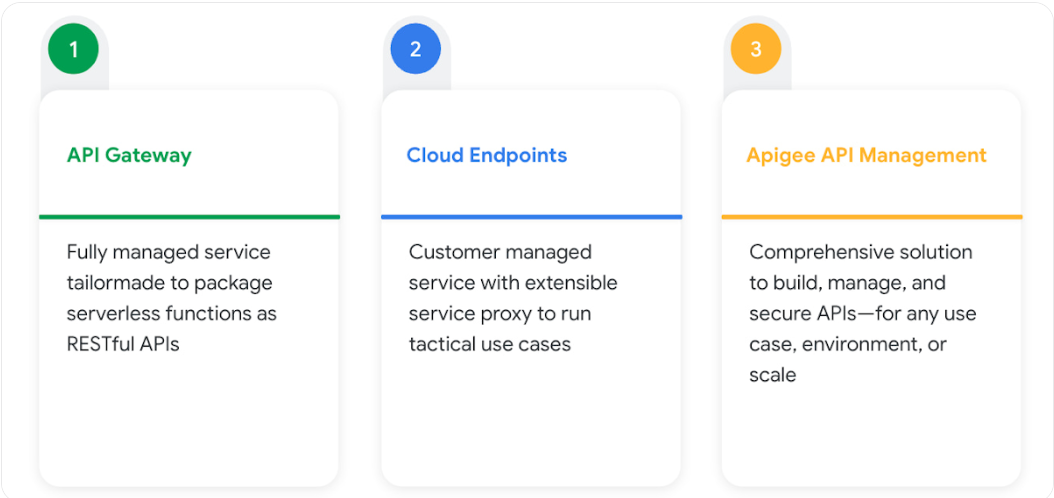 1
API Gateway
Fully managed service
tailormade to package
serverless functions as
RESTful APIs
2
Cloud Endpoints
Customer managed
service with extensible
service proxy to run
tactical use cases
3
Apigee API Management
Comprehensive solution
to build, manage, and
secure APIs—for any use
case, environment, or
scale